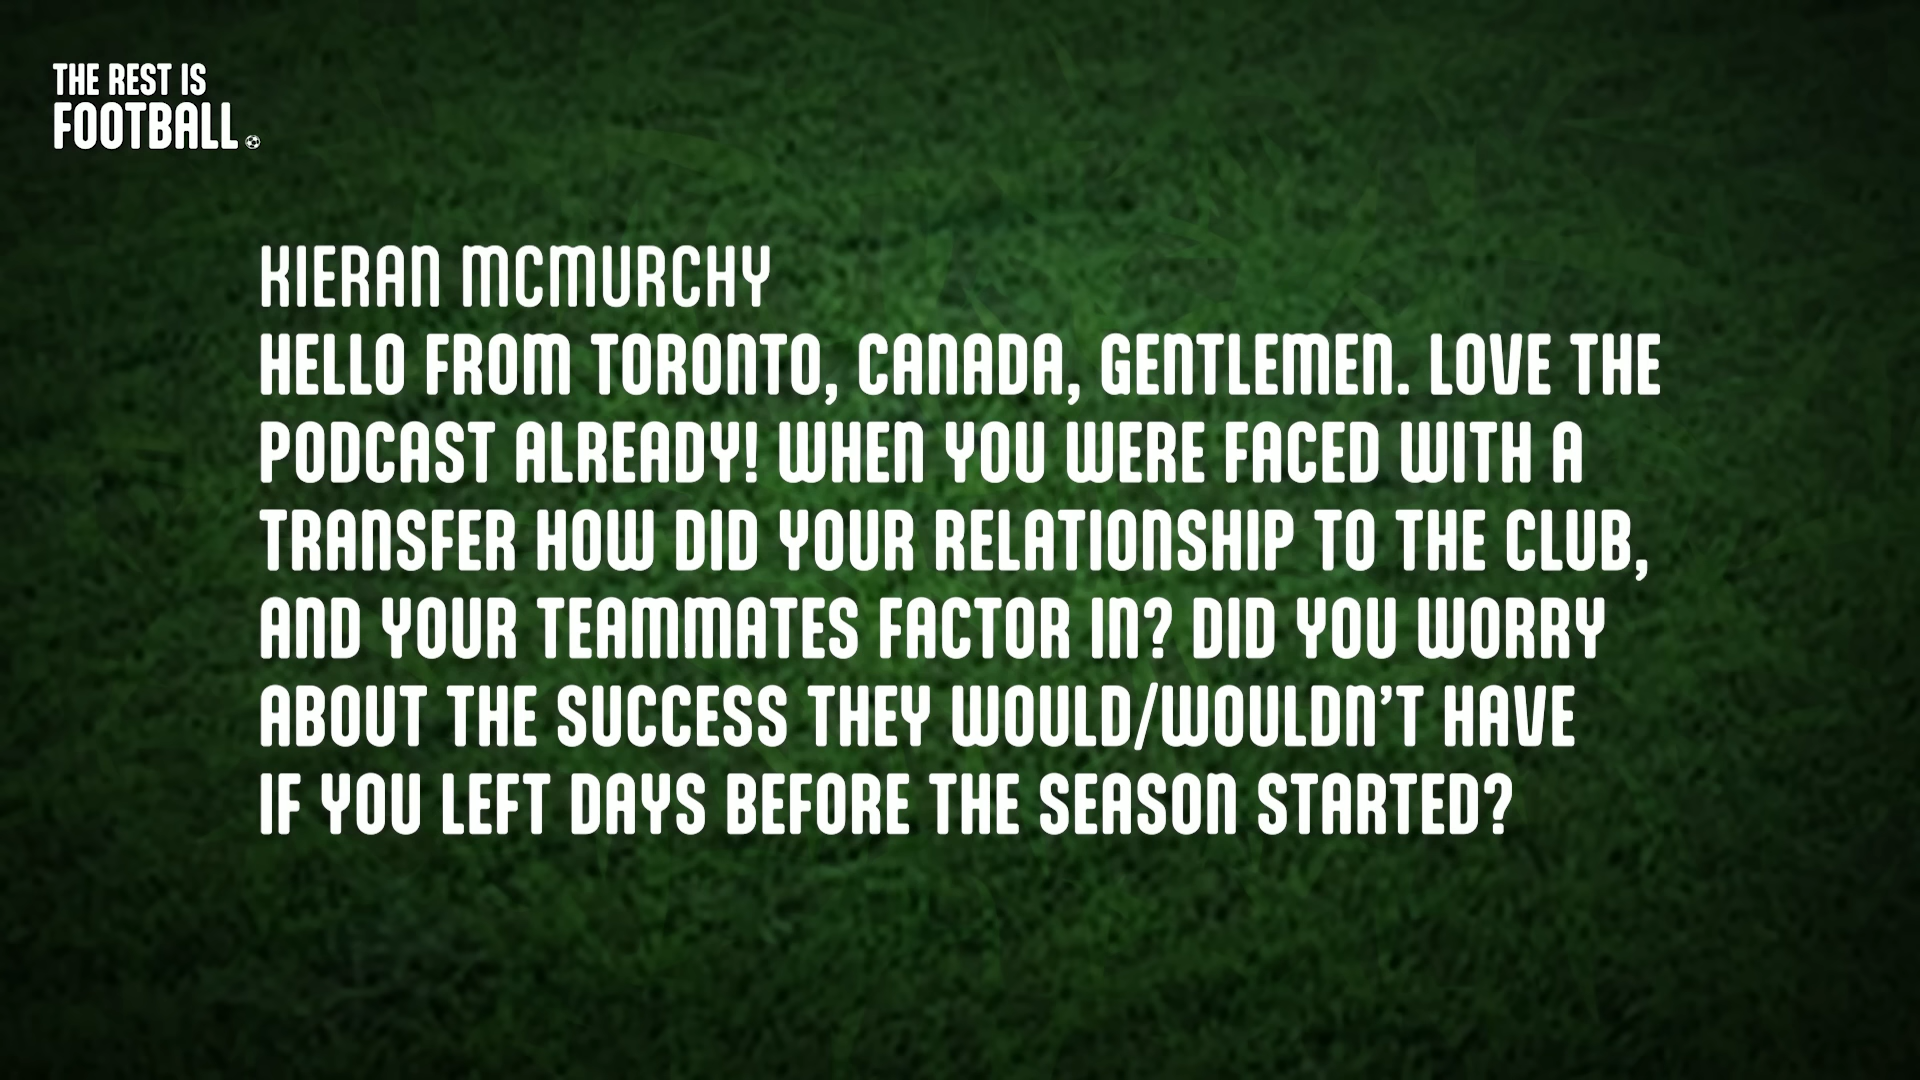 THE REST IS
FOOTBALL
KIERAN MCMURCHY
HELLO FROM TORONTO, CANADA, GENTLEMEN. LOVE THE
PODCAST ALREADY! WHEN YOU WERE FACED WITH A
TRANSFER HOW DID YOUR RELATIONSHIP TO THE CLUB,
AND YOUR TEAMMATES FACTOR IN? DID YOU WORRY
ABOUT THE SUCCESS THEY WOULD/WOULDN’T HAVE
IF YOU LEFT DAYS BEFORE THE SEASON STARTED?